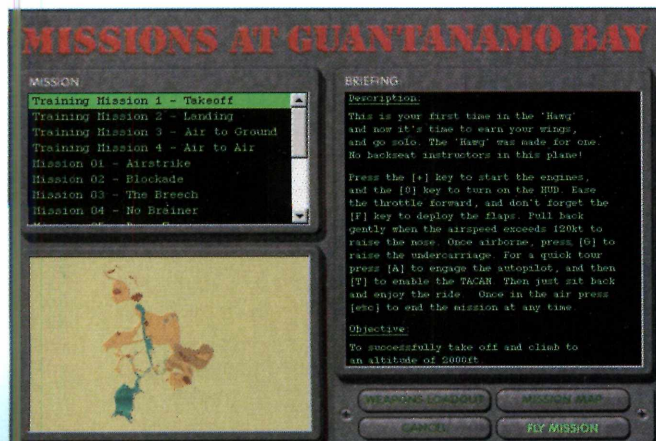 MISSIONS AT GUANTANAMO BAY
MISSION
Training Mission 1 - Takeoff
Training Mission 2 - Landing
Training Mission 3 - Air to Ground
Training Mission 4 - Air to Air
Mission 01 - Airstrike
Mission 02 - Blockade
Mission 03 - The Breech
Mission 04 - No Brainer
BRIEFING
Description:
This is your first time in the 'Hawg'
and now it's time to earn your wings,
and go solo. The 'Hawg' was made for one.
No backseat instructors in this plane!
Press the [+] key to start the engines,
and the [0] key to turn on the HUD. Ease
the throttle forward, and don't forget the
[F] key to deploy the flaps. Pull back
gently when the airspeed exceeds 120kt to
raise the nose. Once airborne, press [G] to
raise the undercarriage. For a quick tour
press [A] to engage the autopilot, and then
[T] to enable the TACAN. Then just sit back
and enjoy the ride. Once in the air press
[esc] to end the mission at any time.
Objective:
To successfully take off and climb to
an altitude of 2000ft.
WEAPONS LOADOUT
MISSION MAP
CANCEL
FLY MISSION